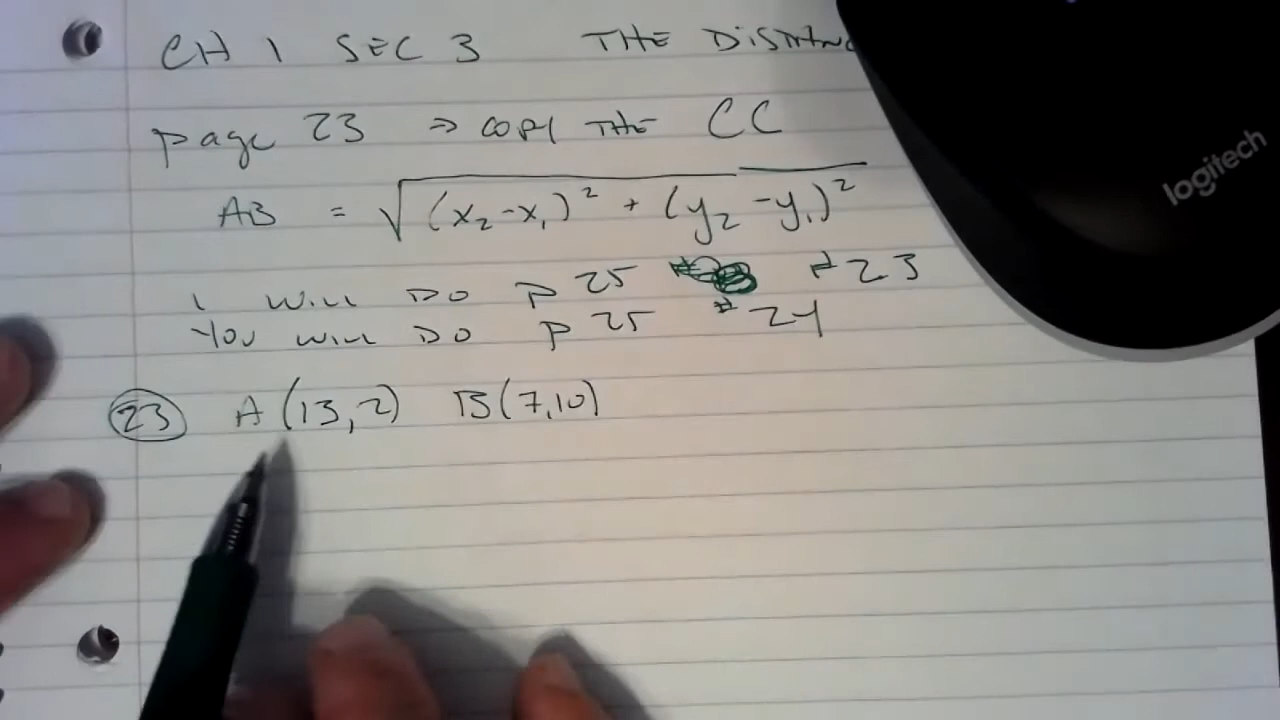 CH 1 SEC 3 THE
page 23 ⇒ COPY THE CC
AB = √(x₂-x₁)² + (y₂-y₁)²
I WILL DO P 25 #23
YOU WILL DO P 25 #24
23 A(13,2) B(7,10)
logitech